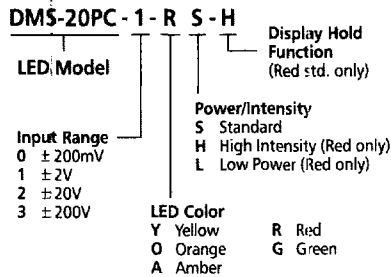 DMS-20PC - 1 - R S - H
Display Hold
Function
(Red std. only)
LED Model
Power/Intensity
S Standard
H High Intensity (Red only)
L Low Power (Red only)
Input Range
0 ±200mV
1 ±2V
2 ±20V
3 ±200V
LED Color
Y Yellow R Red
O Orange G Green
A Amber